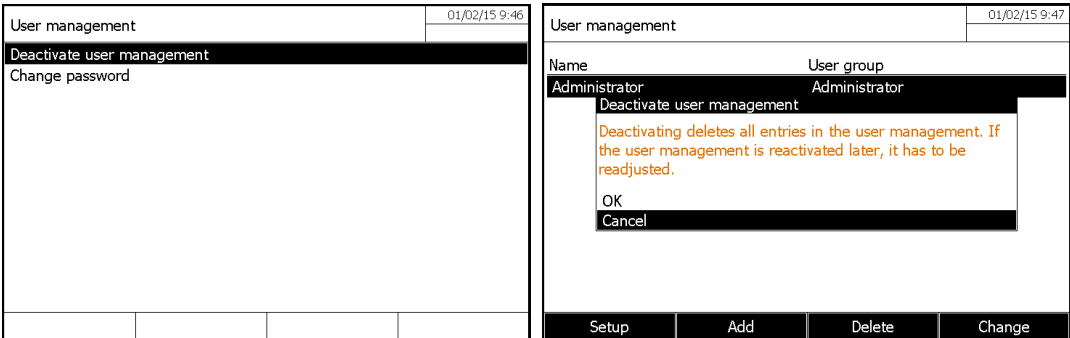 User management
01/02/15 9:46
Deactivate user management
Change password
User management
01/02/15 9:47
Name User group
Administrator Administrator
Deactivate user management
Deactivating deletes all entries in the user management. If
the user management is reactivated later, it has to be
readjusted.
OK
Cancel
Setup Add Delete Change